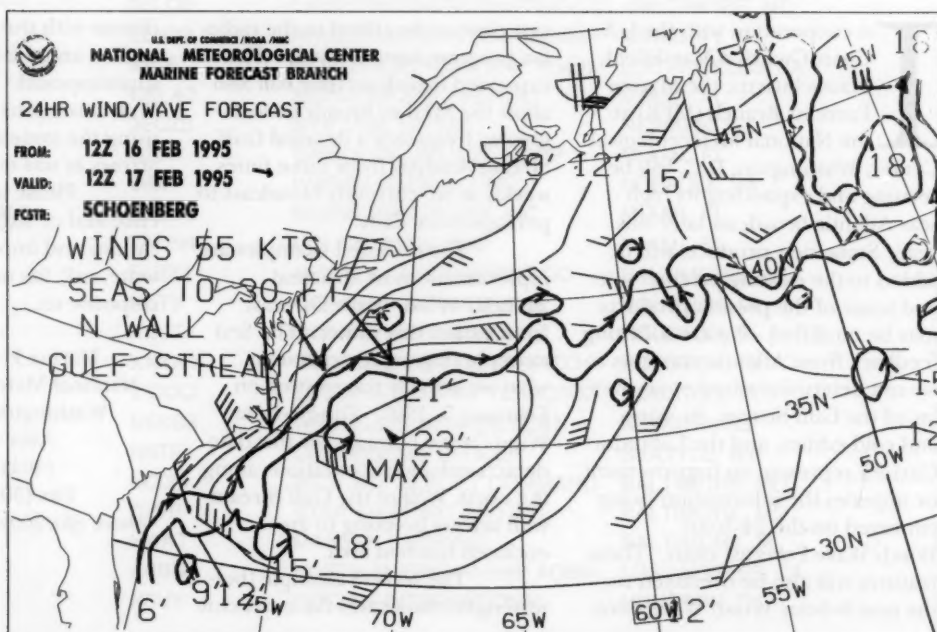 U.S. DEPT. OF COMMERCE / NOAA /
NATIONAL METEOROLOGICAL CENTER
MARINE FORECAST BRANCH
24HR WIND/WAVE FORECAST
FROM: 12Z 16 FEB 1995
VALID: 12Z 17 FEB 1995
FCSTR: SCHOENBERG
WINDS 55 KTS
SEAS TO 30 FT
N WALL
GULF STREAM
45W
18
45N
9' 12' 15'
18'
40N
35N
23'
MAX
50W
12
30N
18'
15'
12'
9'
6'
75W
70W
65W
60W
12
55W